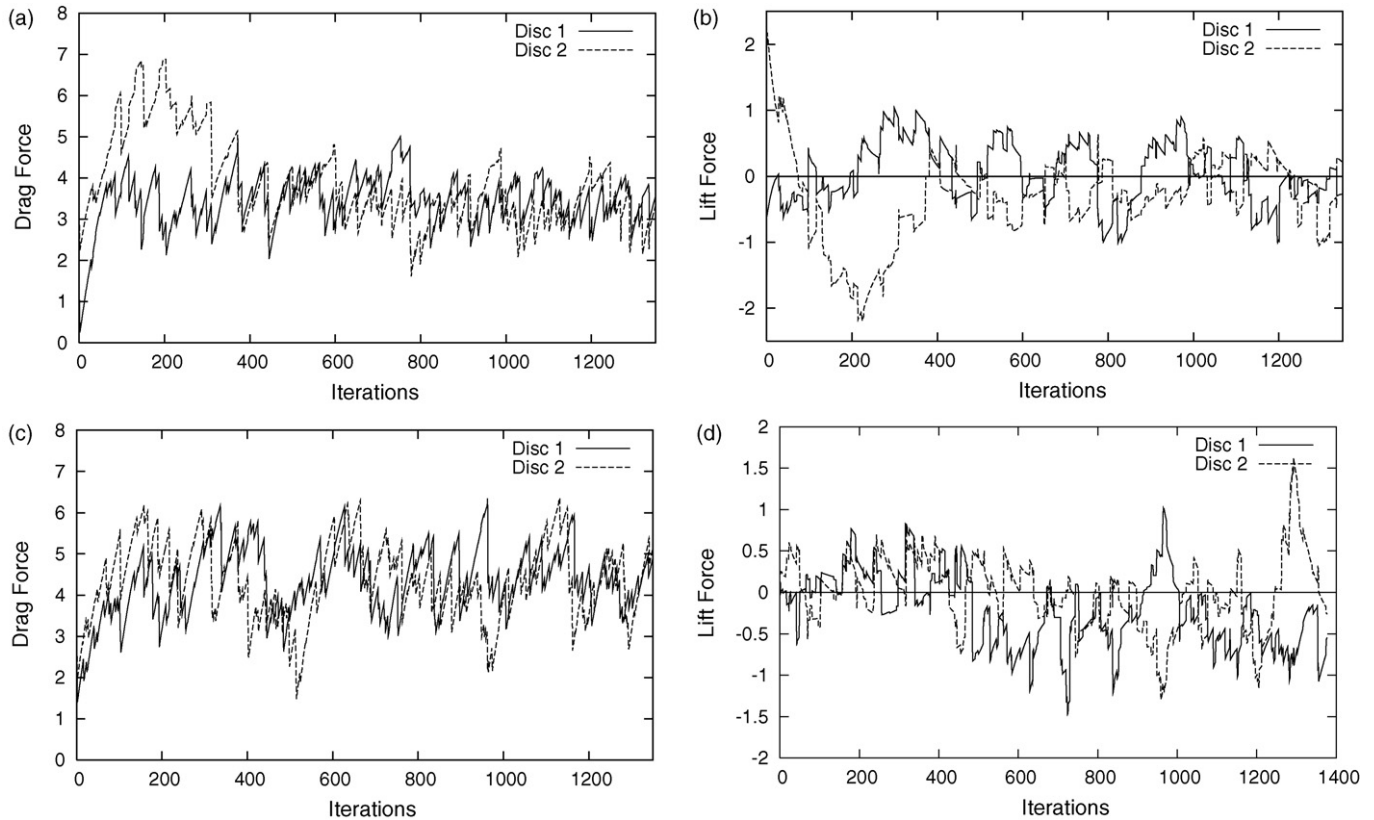 (a)
Disc 1
Disc 2
Drag Force
8
7
6
5
4
3
2
1
0
0 200 400 600 800 1000 1200
Iterations
(b)
Disc 1
Disc 2
Lift Force
2
1
0
-1
-2
0 200 400 600 800 1000 1200
Iterations
(c)
Disc 1
Disc 2
Drag Force
8
7
6
5
4
3
2
1
0
0 200 400 600 800 1000 1200
Iterations
(d)
Disc 1
Disc 2
Lift Force
2
1.5
1
0.5
0
-0.5
-1
-1.5
-2
0 200 400 600 800 1000 1200 1400
Iterations